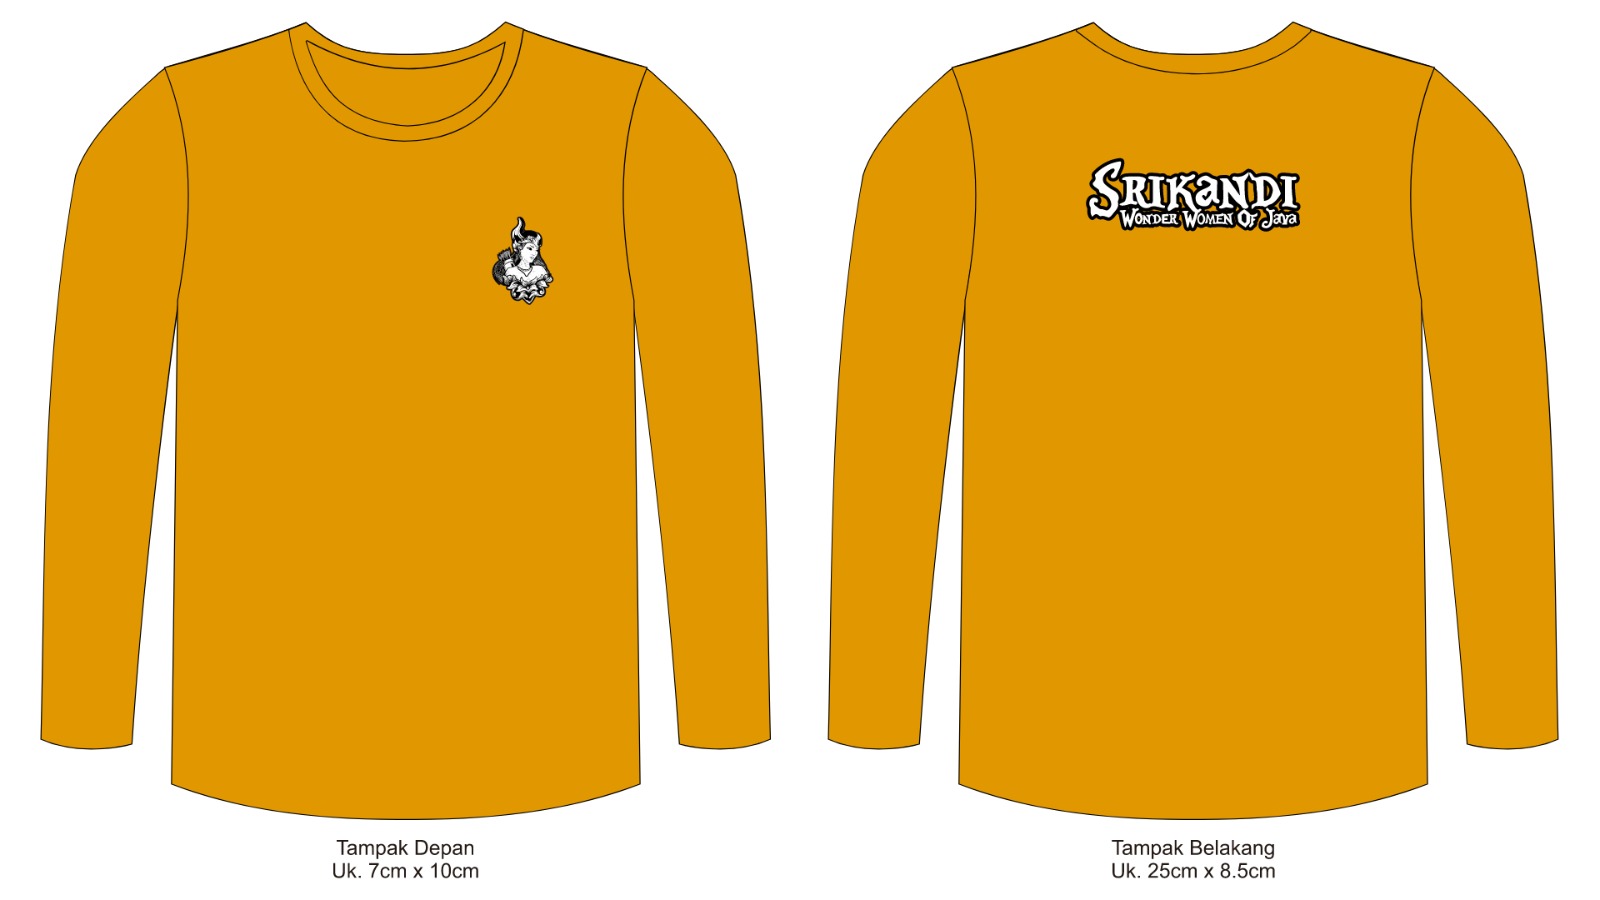 SRIKANDI
WONDER WOMEN OF Java
Tampak Depan
Uk. 7cm x 10cm
Tampak Belakang
Uk. 25cm x 8.5cm